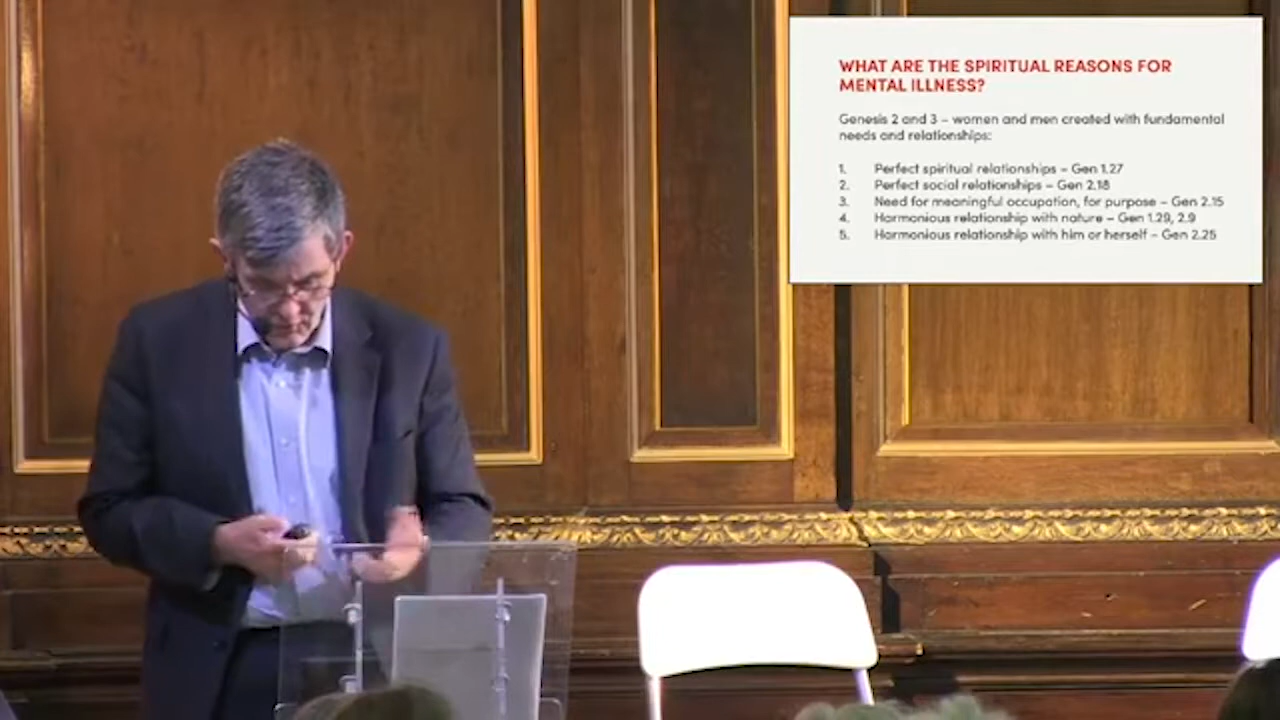 WHAT ARE THE SPIRITUAL REASONS FOR
MENTAL ILLNESS?
Genesis 2 and 3 – women and men created with fundamental
needs and relationships:
1. Perfect spiritual relationships – Gen 1.27
2. Perfect social relationships – Gen 2.18
3. Need for meaningful occupation, for purpose – Gen 2.15
4. Harmonious relationship with nature – Gen 1.29, 2.9
5. Harmonious relationship with him or herself – Gen 2.25